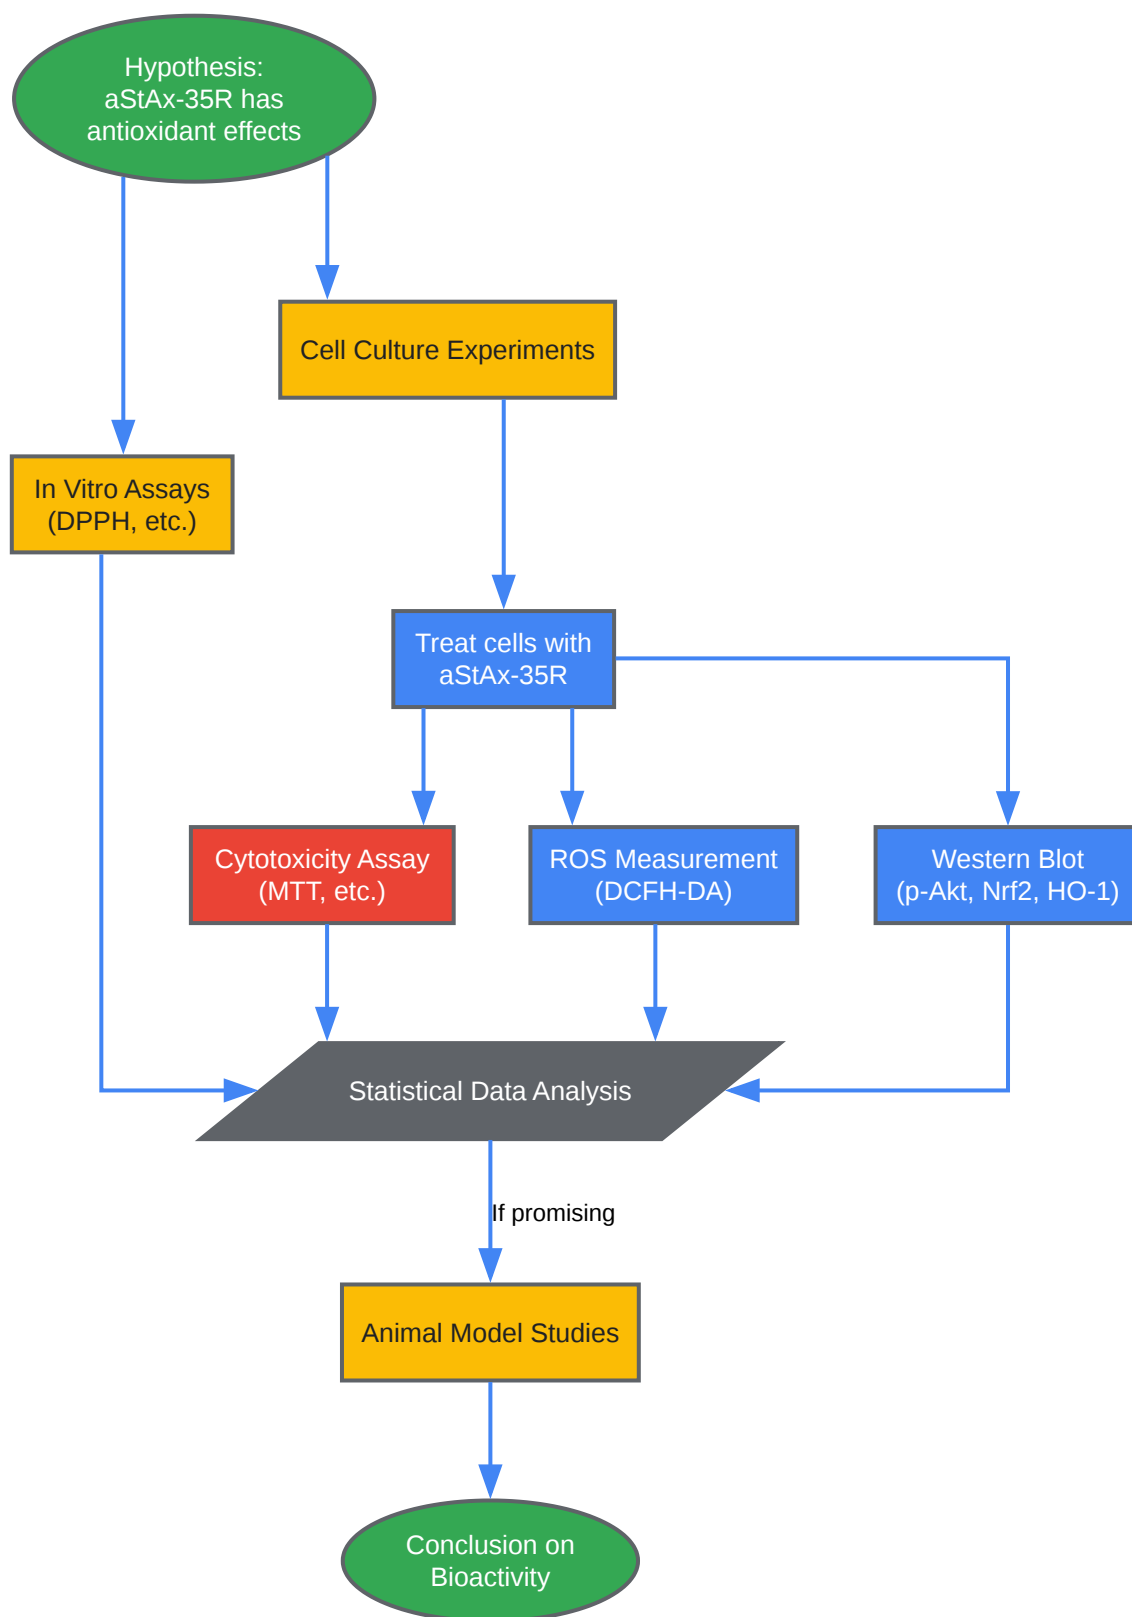 Hypothesis:
aStAx-35R has
antioxidant effects
Cell Culture Experiments
In Vitro Assays
(DPPH, etc.)
Treat cells with
aStAx-35R
Cytotoxicity Assay
(MTT, etc.)
ROS Measurement
(DCFH-DA)
Western Blot
(p-Akt, Nrf2, HO-1)
Statistical Data Analysis
If promising
Animal Model Studies
Conclusion on
Bioactivity